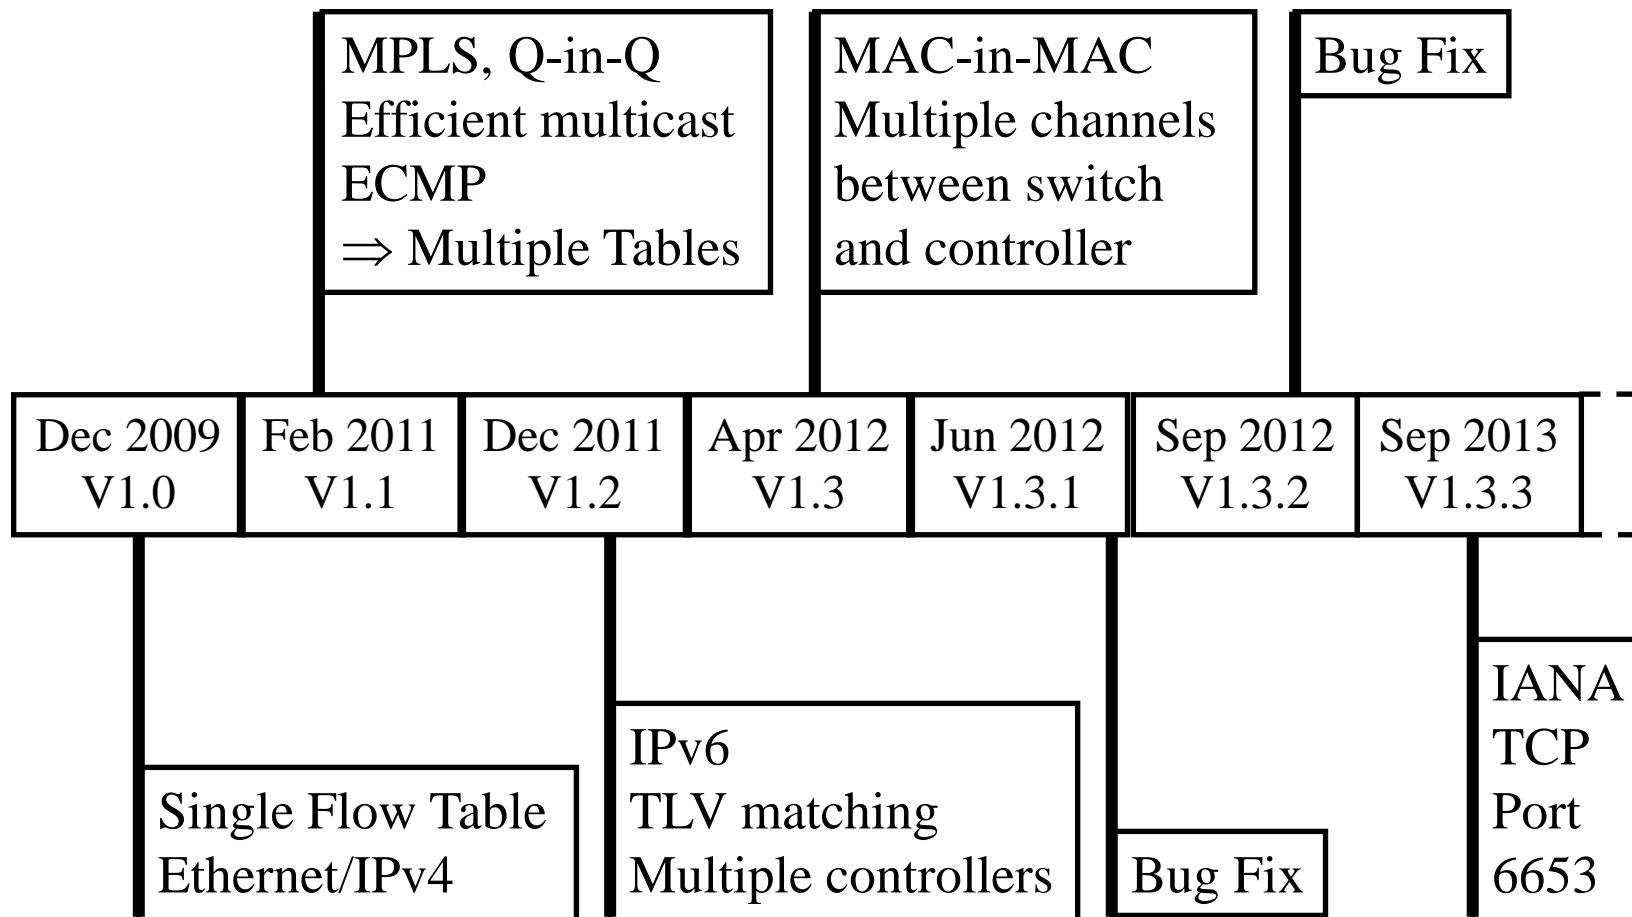 MPLS, Q-in-Q
Efficient multicast
ECMP
⇒ Multiple Tables
MAC-in-MAC
Multiple channels
between switch
and controller
Bug Fix
Dec 2009
V1.0
Feb 2011
V1.1
Dec 2011
V1.2
Apr 2012
V1.3
Jun 2012
V1.3.1
Sep 2012
V1.3.2
Sep 2013
V1.3.3
Single Flow Table
Ethernet/IPv4
IPv6
TLV matching
Multiple controllers
Bug Fix
IANA
TCP
Port
6653